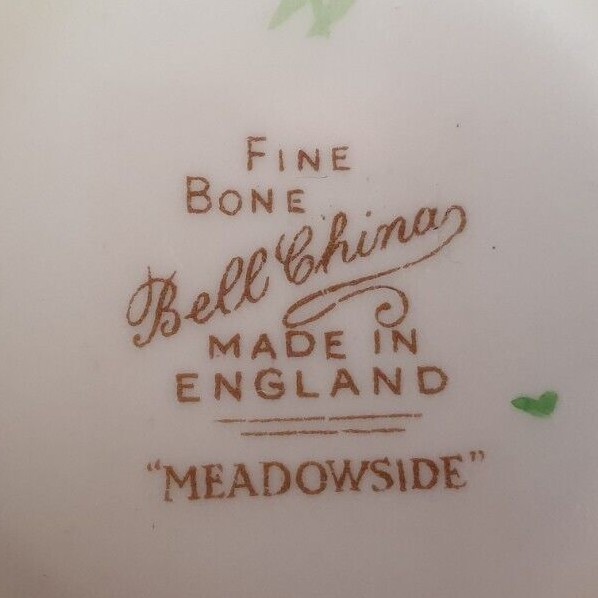 FINE
BONE
Bell China
MADE IN
ENGLAND
"MEADOWSIDE"